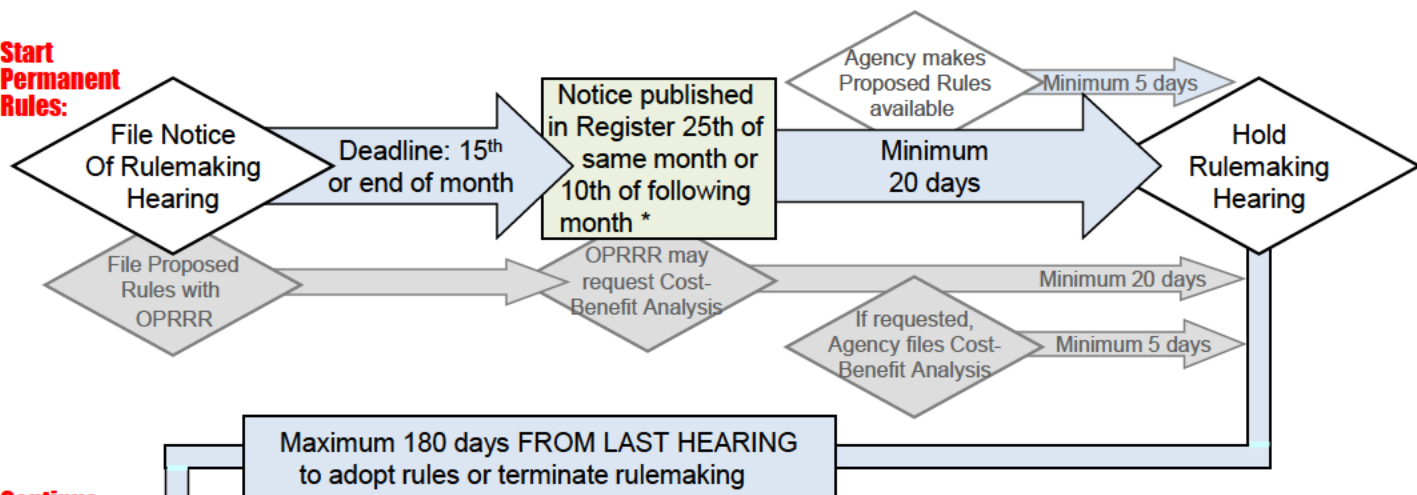 Start
Permanent
Rules:
File Notice
Of Rulemaking
Hearing
Deadline: 15th
or end of month
Notice published
in Register 25th of
same month or
10th of following
month *
Agency makes
Proposed Rules
available
Minimum 5 days
Minimum
20 days
Hold
Rulemaking
Hearing
File Proposed
Rules with
OPRRR
OPRRR may
request Cost-
Benefit Analysis
Minimum 20 days
If requested,
Agency files Cost-
Benefit Analysis
Minimum 5 days
Maximum 180 days FROM LAST HEARING
to adopt rules or terminate rulemaking